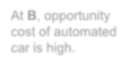 At B, opportunity
cost of automated
car is high.